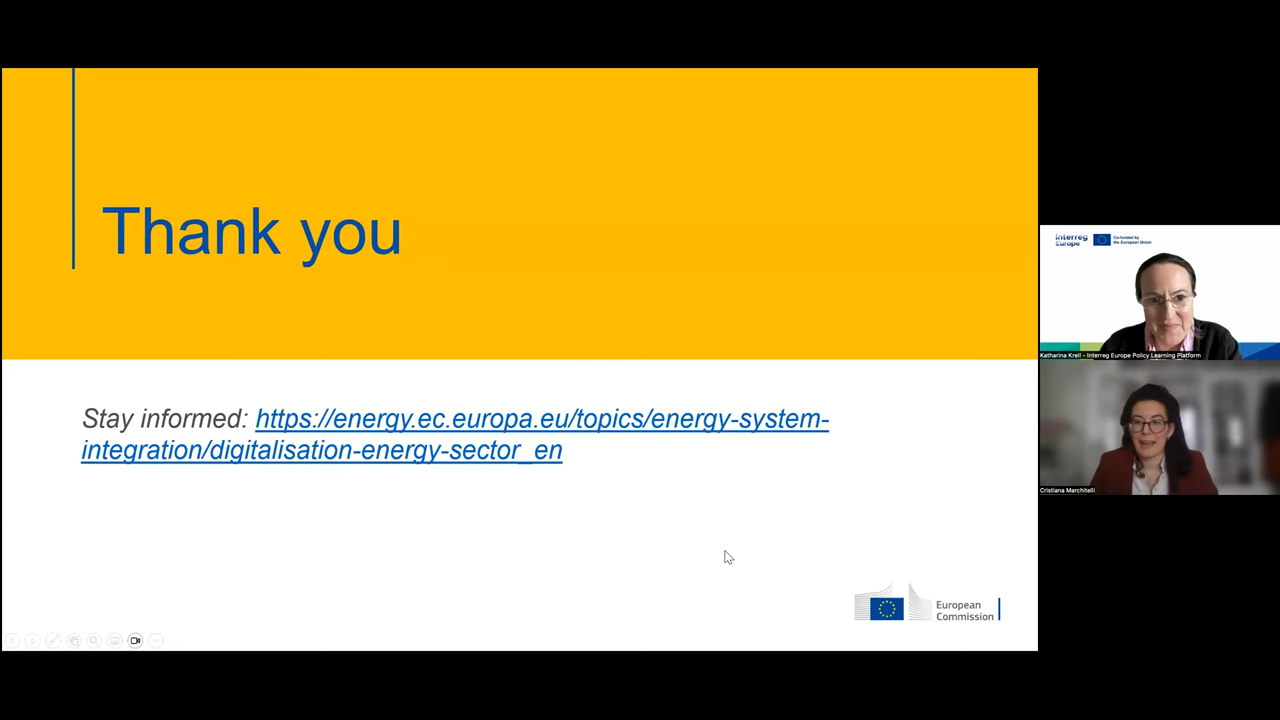 Thank you
Stay informed: https://energy.ec.europa.eu/topics/energy-system-
integration/digitalisation-energy-sector_en
European
Commission
Interreg
Europe
Co-funded by
the European Union
Katharina Krell - Interreg Europe Policy Learning Platform
Cristiana Marchitelli